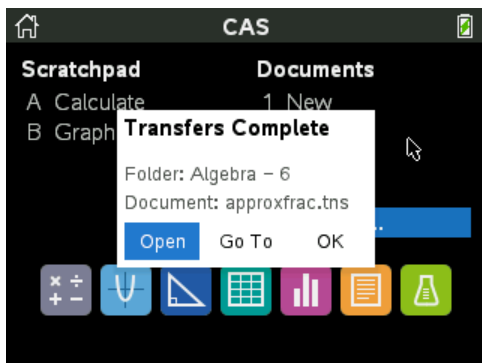 CAS
Scratchpad Documents
A Calculate 1 New
B Graph
Transfers Complete
Folder: Algebra – 6
Document: approxfrac.tns
..
Open Go To OK